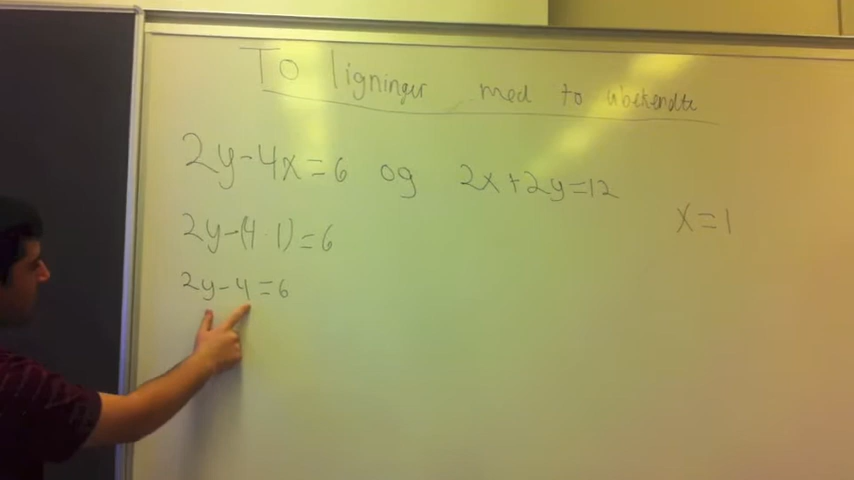 To ligninger med to ubekendte
2y-4x=6 og 2x+2y=12
x=1
2y-(4·1)=6
2y-4=6